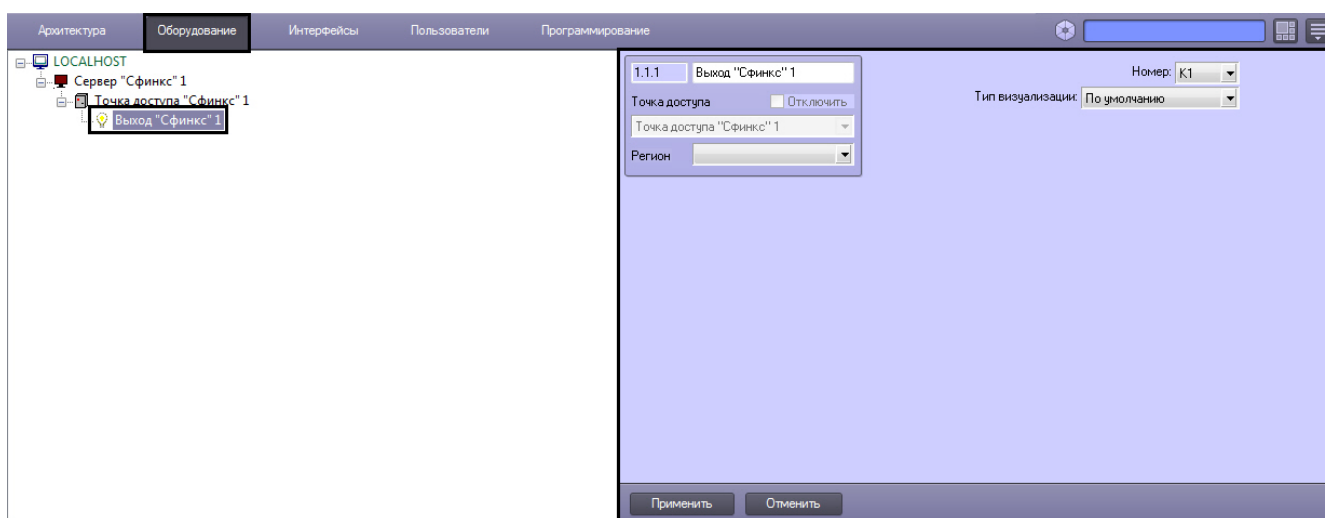 Архитектура Оборудование Интерфейсы Пользователи Программирование
LOCALHOST
Сервер "Сфинкс" 1
Точка доступа "Сфинкс" 1
Выход "Сфинкс" 1
1.1.1 Выход "Сфинкс" 1
Точка доступа Отключить
Точка доступа "Сфинкс" 1
Регион
Номер: K1
Тип визуализации: По умолчанию
Применить Отменить